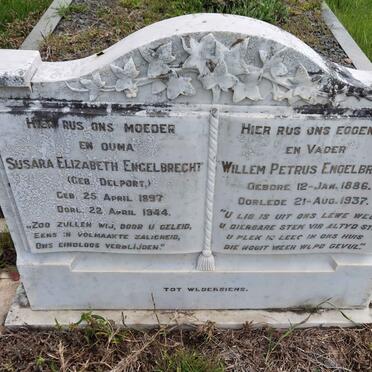 Hier rus ons moeder
en ouma
Susara Elizabeth Engelbrecht
(geb. Delport.)
Geb. 25 April 1897
Oorl. 22 April 1944.
"Zoo zullen wij, door U geleid,
Eens in volmaakte zaligheid,
Ons eindloos verblijden."
Hier rus ons eggen
en vader
Willem Petrus Engelbr
Gebore 12-Jan. 1886.
Oorlede 21-Aug. 1937.
"U lig is uit ons lewe weg
U dierbare stem vir altyd st
U plek is leeg in ons huis
Die nooit weer word gevul."
Tot wedersiens.